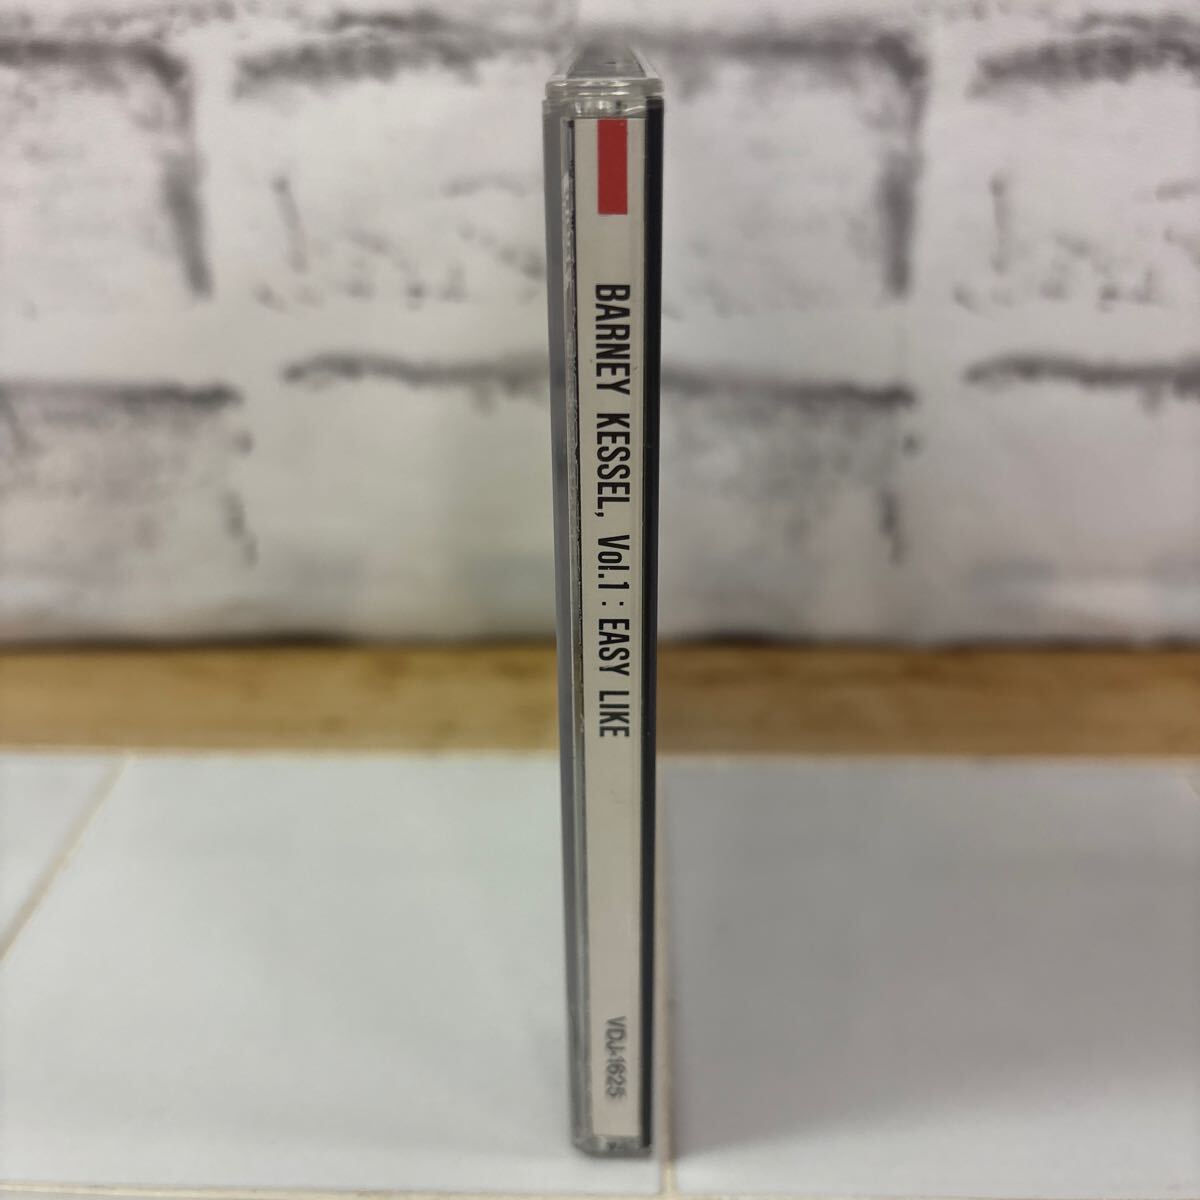 BARNEY KESSEL, Vol.1 : EASY LIKE
VDJ-1625